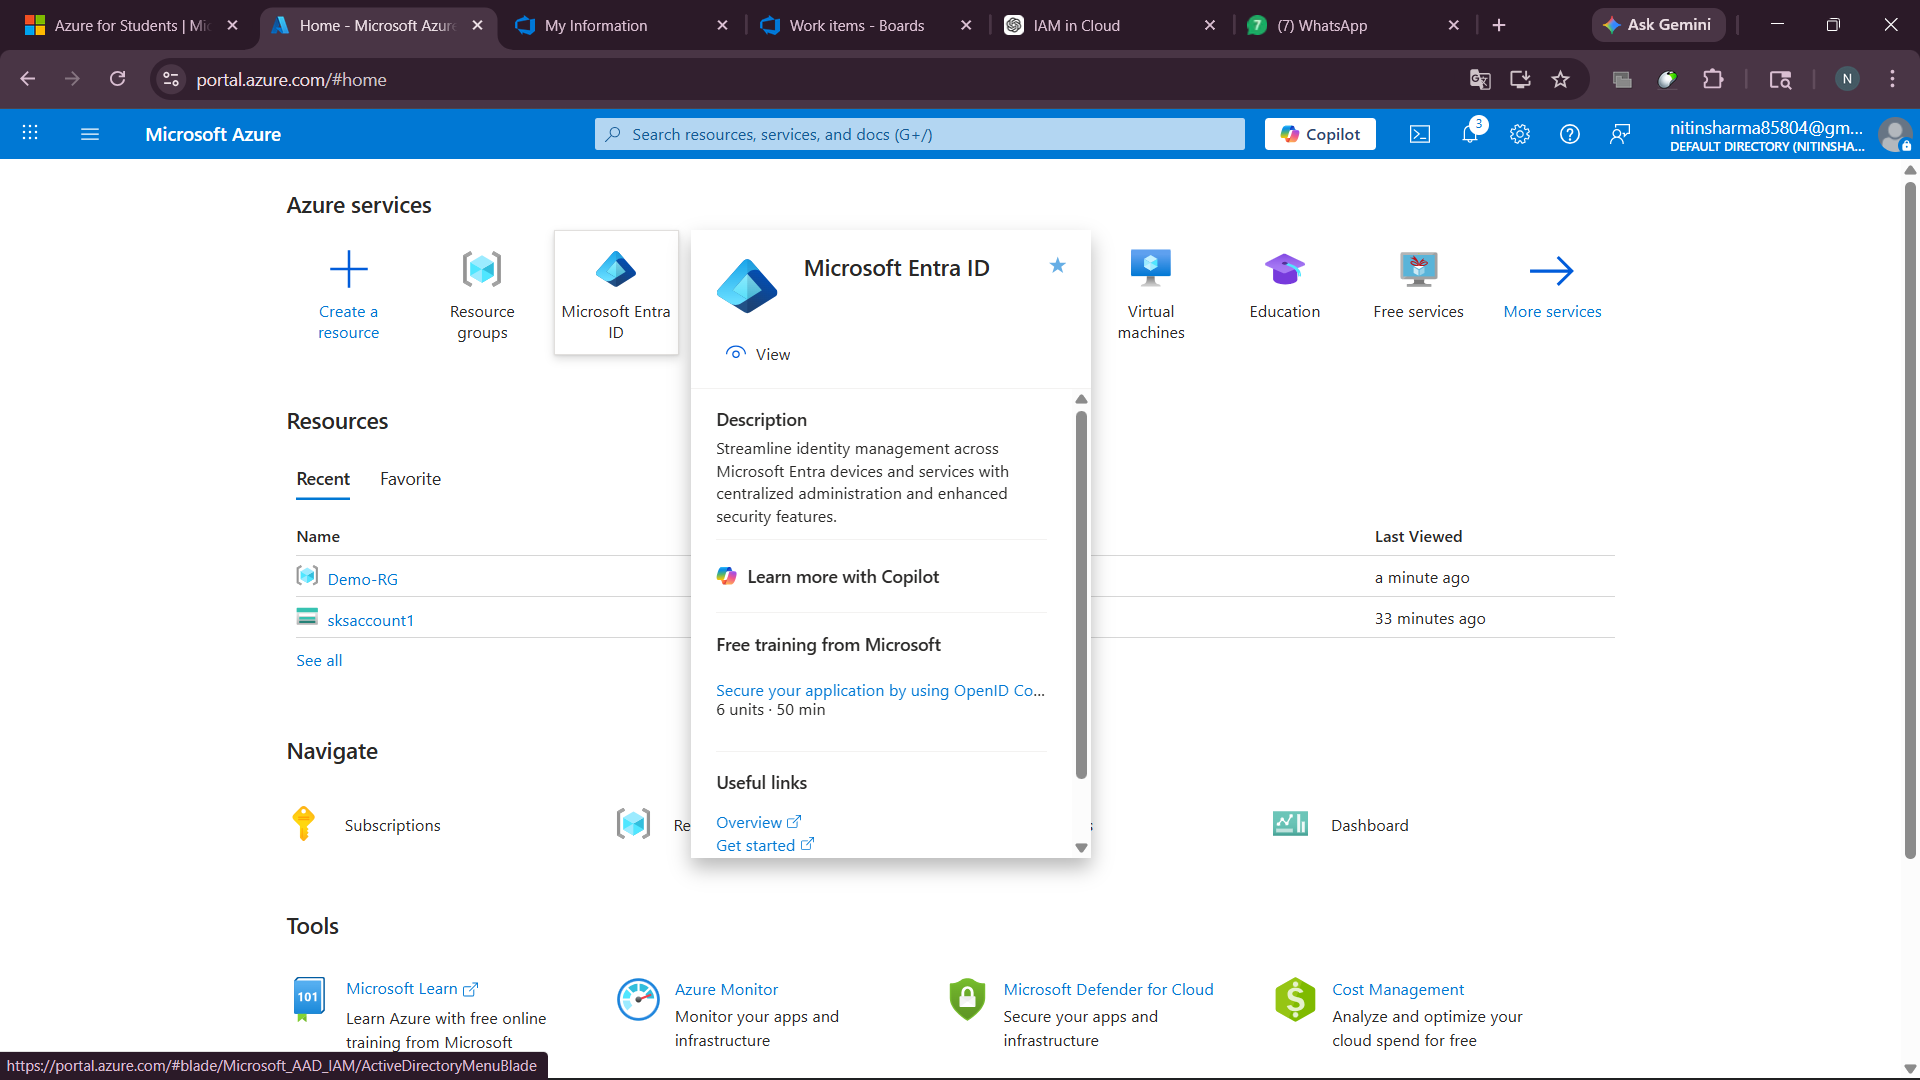 Azure for Students | Mic
Home - Microsoft Azure
My Information
Work items - Boards
IAM in Cloud
7
(7) WhatsApp
Ask Gemini
portal.azure.com/#home
N
Microsoft Azure
Search resources, services, and docs (G+/)
Copilot
3
nitinsharma85804@gm...
DEFAULT DIRECTORY (NITINSHA...
Azure services
Create a
resource
Resource
groups
Microsoft Entra
ID
Virtual
machines
Education
Free services
More services
Microsoft Entra ID
View
Description
Streamline identity management across
Microsoft Entra devices and services with
centralized administration and enhanced
security features.
Learn more with Copilot
Free training from Microsoft
Secure your application by using OpenID Co...
6 units · 50 min
Useful links
Overview
Get started
Resources
Recent
Favorite
Name
Last Viewed
Demo-RG
a minute ago
sksaccount1
33 minutes ago
See all
Navigate
Subscriptions
Re
Dashboard
Tools
101
Microsoft Learn
Learn Azure with free online
training from Microsoft
Azure Monitor
Monitor your apps and
infrastructure
Microsoft Defender for Cloud
Secure your apps and
infrastructure
Cost Management
Analyze and optimize your
cloud spend for free
https://portal.azure.com/#blade/Microsoft_AAD_IAM/ActiveDirectoryMenuBlade